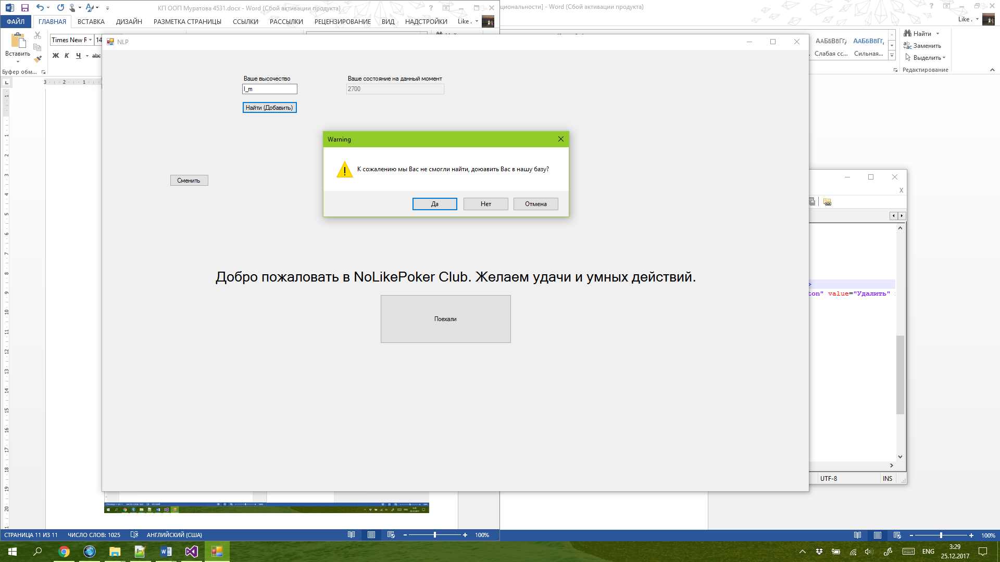 КП ООП Муратова 4531.docx - Word (Сбой активации продукта)
циональности] - Word (Сбой активации продукта)
ФАЙЛ ГЛАВНАЯ ВСТАВКА ДИЗАЙН РАЗМЕТКА СТРАНИЦЫ ССЫЛКИ РАССЫЛКИ РЕЦЕНЗИРОВАНИЕ ВИД НАДСТРОЙКИ Like .
Like .
Times New R 14
Вставить
Ж К Ч abc
Буфер обм...
АаБбВвГг, АаБбВвГг,
Слабая сс... Сильная...
Найти
Заменить
Выделить
Редактирование
NLP
Ваше высочество
l_m
Найти (Добавить)
Ваше состояние на данный момент
2700
Warning
К сожалению мы Вас не смогли найти, доюавить Вас в нашу базу?
Да Нет Отмена
Сменить
Добро пожаловать в NoLikePoker Club. Желаем удачи и умных действий.
Поехали
X
>
ton" value="Удалить"
UTF-8 INS
СТРАНИЦА 11 ИЗ 11 ЧИСЛО СЛОВ: 1025 АНГЛИЙСКИЙ (США) 100%
100%
ENG
3:29
25.12.2017